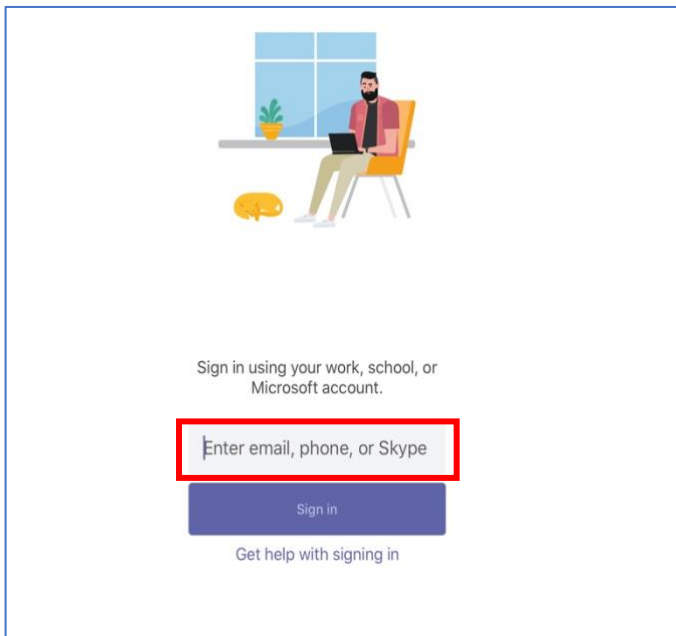 Sign in using your work, school, or
Microsoft account.
Enter email, phone, or Skype
Sign in
Get help with signing in